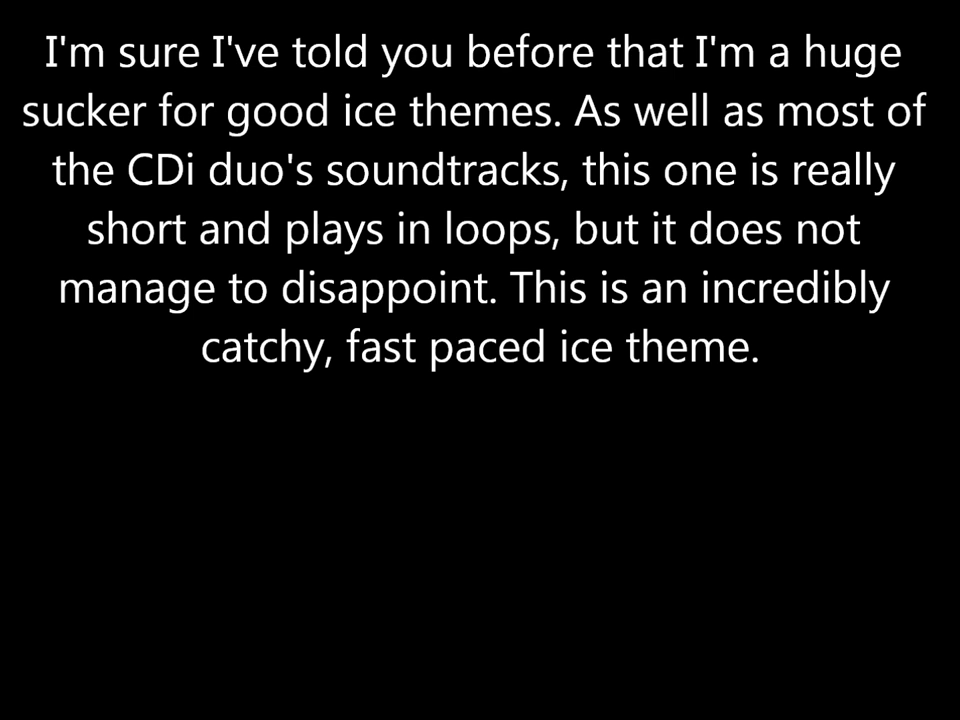 I'm sure I've told you before that I'm a huge
sucker for good ice themes. As well as most of
the CDi duo's soundtracks, this one is really
short and plays in loops, but it does not
manage to disappoint. This is an incredibly
catchy, fast paced ice theme.